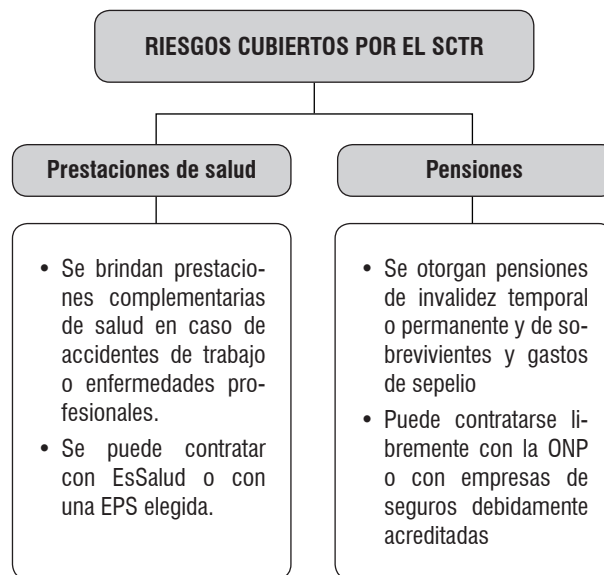 RIESGOS CUBIERTOS POR EL SCTR
Prestaciones de salud
• Se brindan prestacio-
nes complementarias
de salud en caso de
accidentes de trabajo
o enfermedades pro-
fesionales.
• Se puede contratar
con EsSalud o con
una EPS elegida.
Pensiones
• Se otorgan pensiones
de invalidez temporal
o permanente y de so-
brevivientes y gastos
de sepelio
• Puede contratarse li-
bremente con la ONP
o con empresas de
seguros debidamente
acreditadas